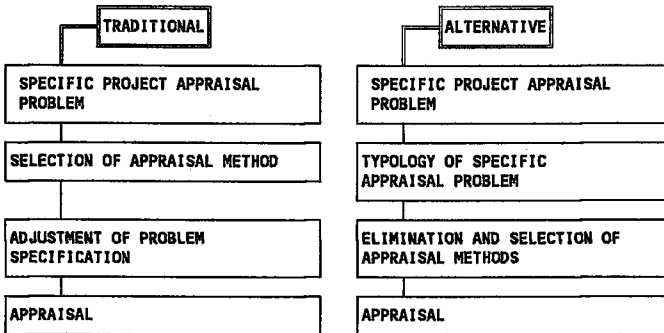 TRADITIONAL
SPECIFIC PROJECT APPRAISAL
PROBLEM
SELECTION OF APPRAISAL METHOD
ADJUSTMENT OF PROBLEM
SPECIFICATION
APPRAISAL
ALTERNATIVE
SPECIFIC PROJECT APPRAISAL
PROBLEM
TYPOLOGY OF SPECIFIC
APPRAISAL PROBLEM
ELIMINATION AND SELECTION OF
APPRAISAL METHODS
APPRAISAL